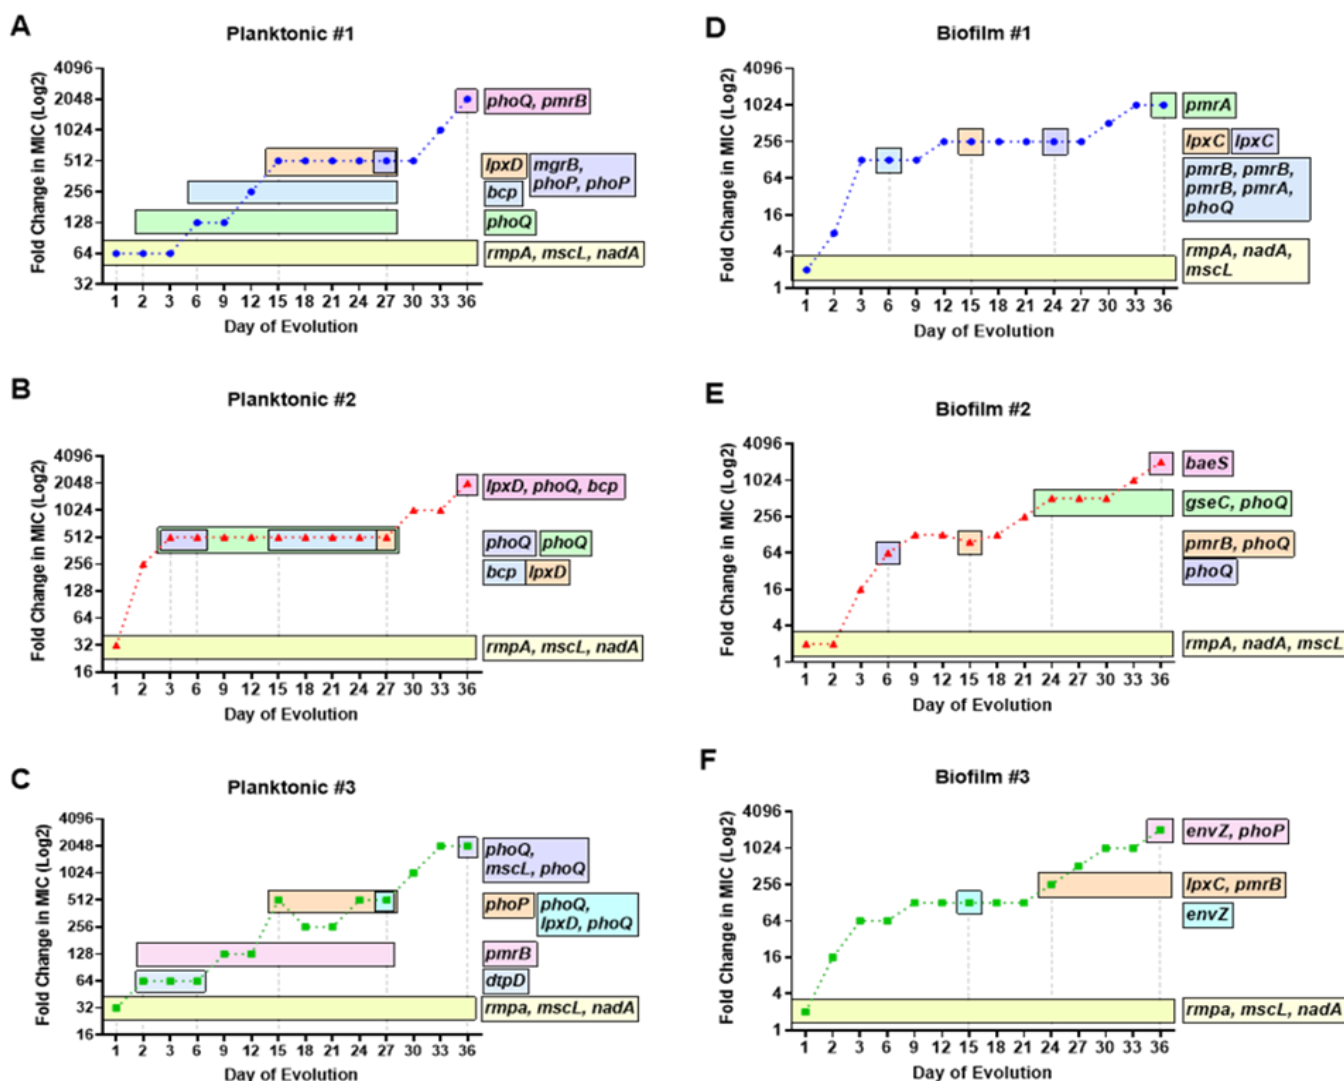 A
Planktonic #1
Fold Change in MIC (Log2)
4096
2048
1024
512
256
128
64
32
1 2 3 6 9 12 15 18 21 24 27 30 33 36
Day of Evolution
phoQ, pmrB
lpxD
mgrB,
phoP, phoP
bcp
phoQ
rmpA, mscL, nadA
B
Planktonic #2
Fold Change in MIC (Log2)
4096
2048
1024
512
256
128
64
32
16
1 2 3 6 9 12 15 18 21 24 27 30 33 36
Day of Evolution
lpxD, phoQ, bcp
phoQ phoQ
bcp lpxD
rmpA, mscL, nadA
C
Planktonic #3
Fold Change in MIC (Log2)
4096
2048
1024
512
256
128
64
32
16
1 2 3 6 9 12 15 18 21 24 27 30 33 36
Day of Evolution
phoQ,
mscL, phoQ
phoP
phoQ,
lpxD, phoQ
pmrB
dtpD
rmpa, mscL, nadA
D
Biofilm #1
Fold Change in MIC (Log2)
4096
1024
256
64
16
4
1
1 2 3 6 9 12 15 18 21 24 27 30 33 36
Day of Evolution
pmrA
lpxC lpxC
pmrB, pmrB,
pmrB, pmrA,
phoQ
rmpA, nadA,
mscL
E
Biofilm #2
Fold Change in MIC (Log2)
4096
1024
256
64
16
4
1
1 2 3 6 9 12 15 18 21 24 27 30 33 36
Day of Evolution
baeS
gseC, phoQ
pmrB, phoQ
phoQ
rmpA, nadA, mscL
F
Biofilm #3
Fold Change in MIC (Log2)
4096
1024
256
64
16
4
1
1 2 3 6 9 12 15 18 21 24 27 30 33 36
Day of Evolution
envZ, phoP
lpxC, pmrB
envZ
rmpa, mscL, nadA